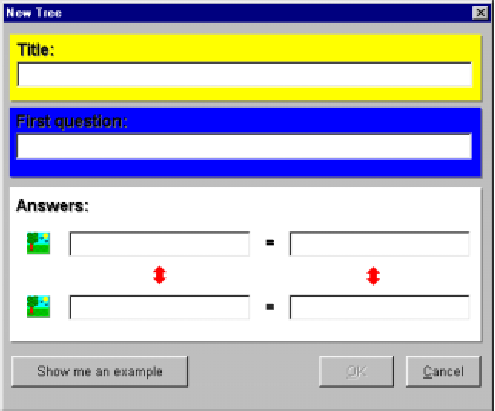 New Tree
Title:
First question:
Answers:
=
=
Show me an example
OK
Cancel